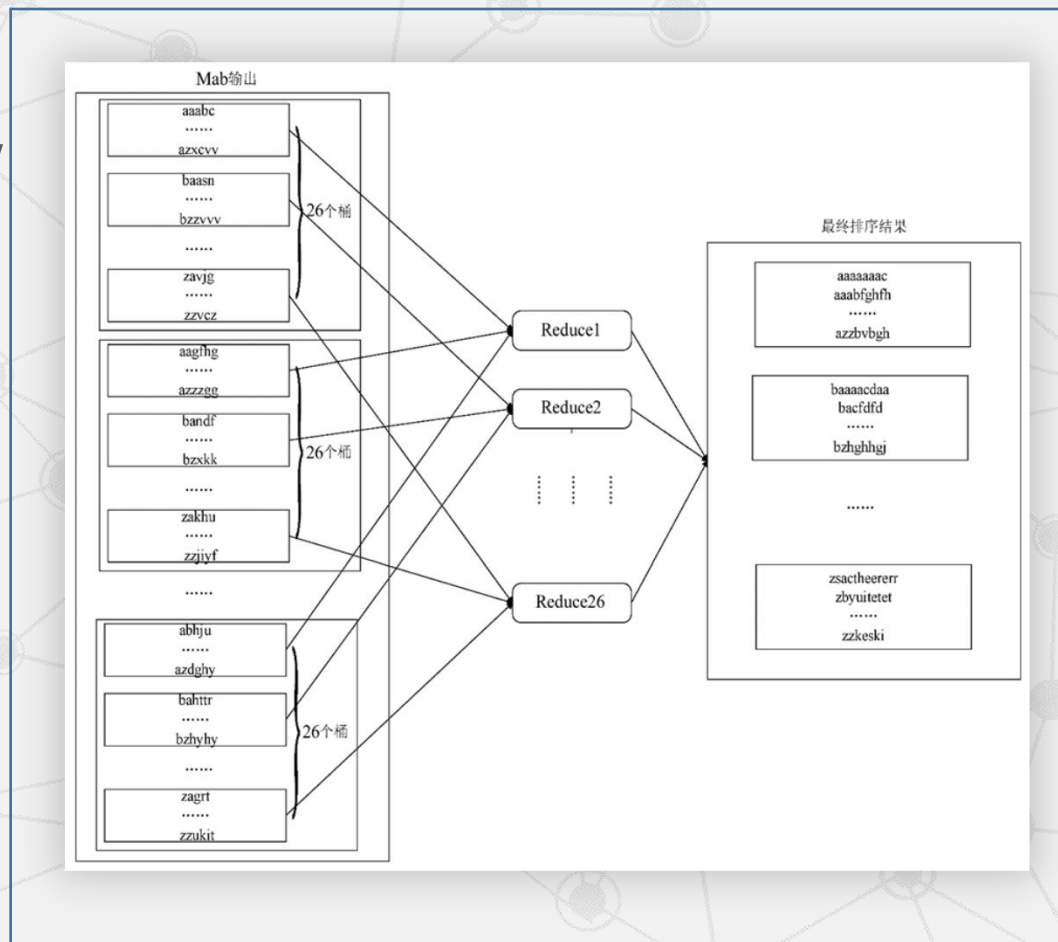 Mab输出
aaabc
……
azxcvv
baasn
……
bzzvvv
……
zavjg
……
zzvcz
26个桶
aagfhg
……
azzzgg
bandf
……
bzxkk
……
zakhu
……
zzjiyf
26个桶
……
abhju
……
azdghy
bahttr
……
bzhyhy
……
zagrt
……
zzukit
26个桶
Reduce1
Reduce2
Reduce26
最终排序结果
aaaaaaac
aaabfghfh
……
azzbvbgh
baaaacdaa
bacfdfd
……
bzhghhgj
……
zsactheererr
zbyuitetet
……
zzkeski